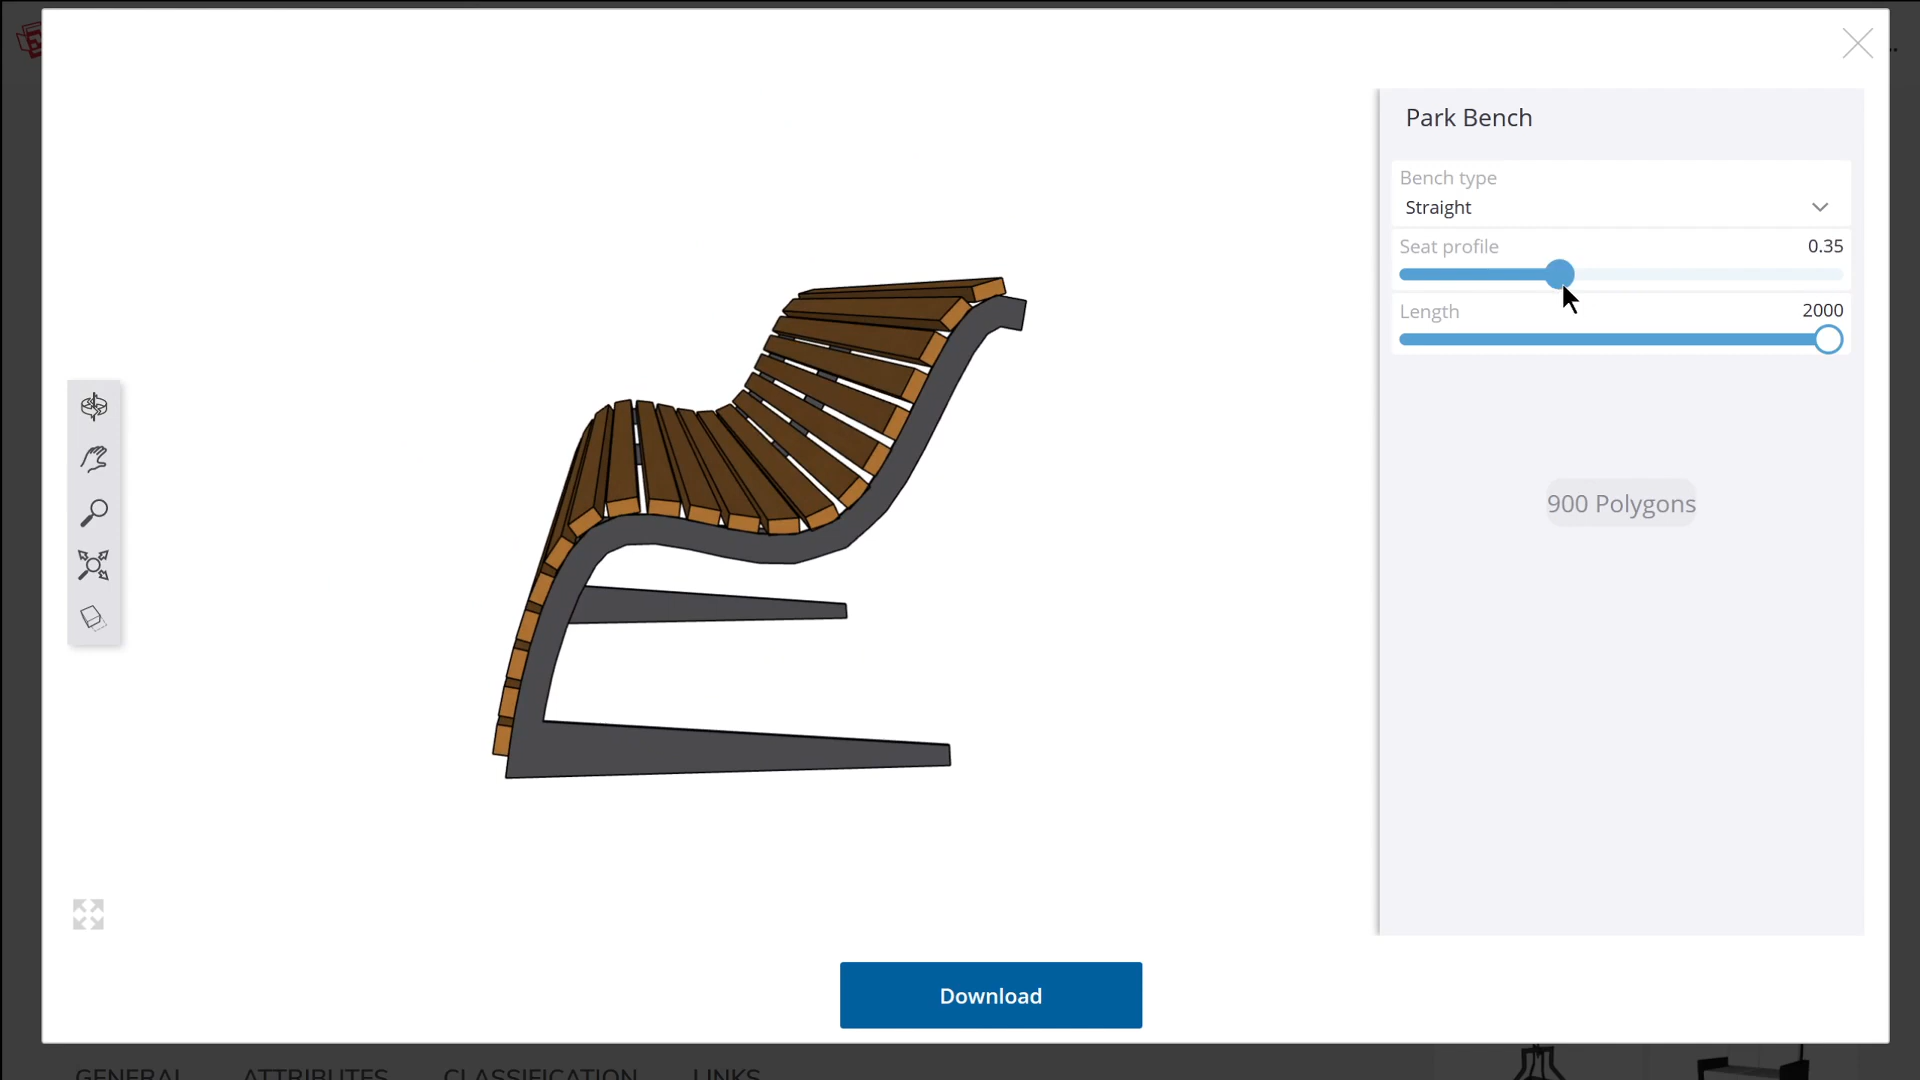 Park Bench
Bench type
Straight
Seat profile 0.35
Length 2000
900 Polygons
Download
GENERAL ATTRIBUTES CLASSIFICATION LINKS